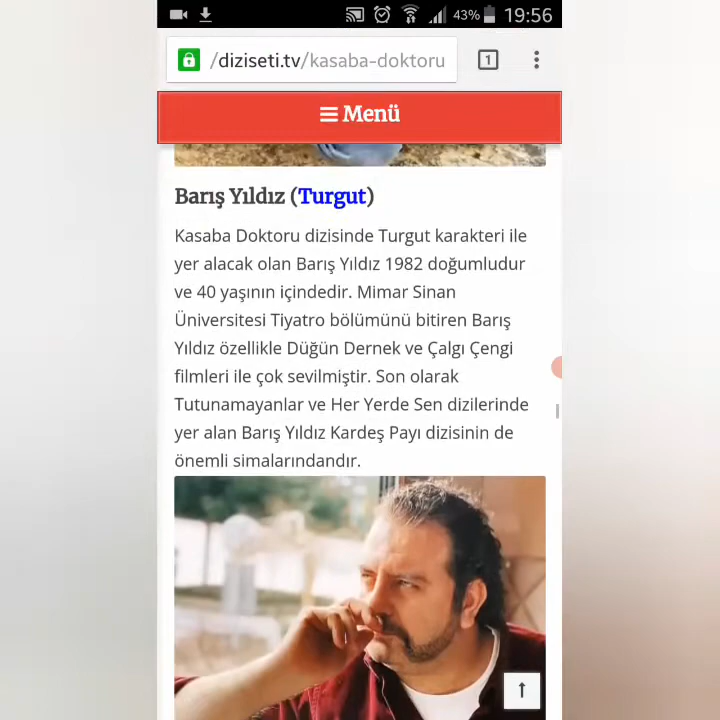 43% 19:56
/diziseti.tv/kasaba-doktoru 1
Menü
Barış Yıldız (Turgut)
Kasaba Doktoru dizisinde Turgut karakteri ile
yer alacak olan Barış Yıldız 1982 doğumludur
ve 40 yaşının içindedir. Mimar Sinan
Üniversitesi Tiyatro bölümünü bitiren Barış
Yıldız özellikle Düğün Dernek ve Çalgı Çengi
filmleri ile çok sevilmiştir. Son olarak
Tutunamayanlar ve Her Yerde Sen dizilerinde
yer alan Barış Yıldız Kardeş Payı dizisinin de
önemli simalarındandır.